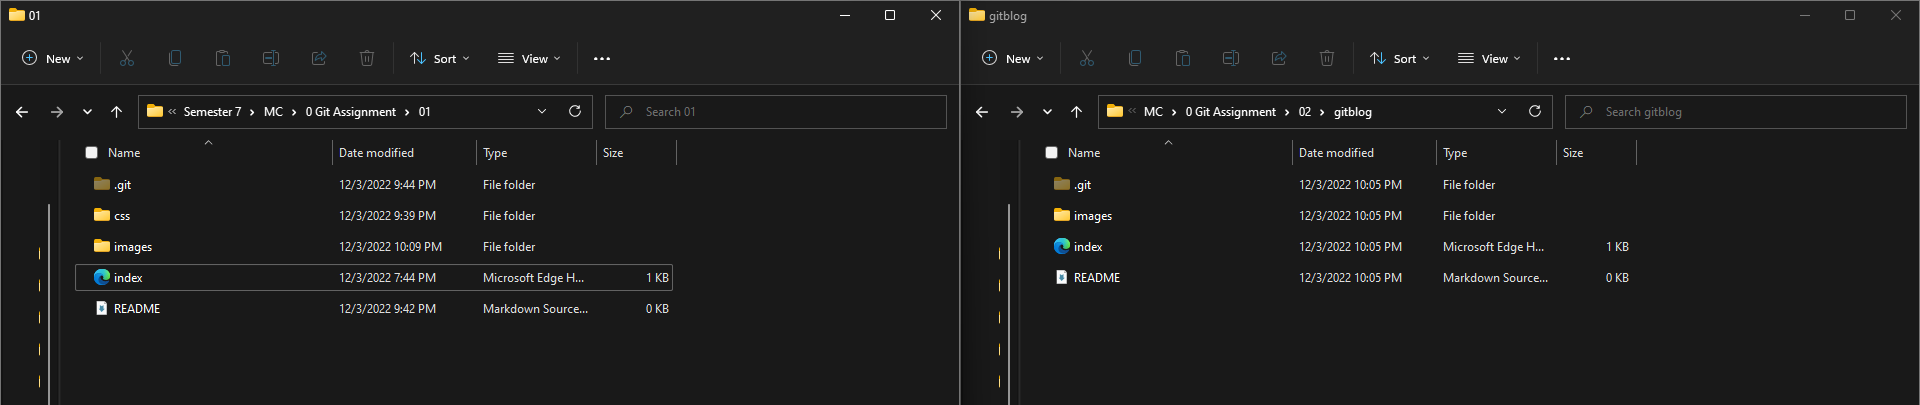 01
New Sort View ...
« Semester 7 > MC > 0 Git Assignment > 01 Search 01
Name Date modified Type Size
.git 12/3/2022 9:44 PM File folder
css 12/3/2022 9:39 PM File folder
images 12/3/2022 10:09 PM File folder
index 12/3/2022 7:44 PM Microsoft Edge H... 1 KB
README 12/3/2022 9:42 PM Markdown Source... 0 KB
gitblog
New Sort View ...
« MC > 0 Git Assignment > 02 > gitblog Search gitblog
Name Date modified Type Size
.git 12/3/2022 10:05 PM File folder
images 12/3/2022 10:05 PM File folder
index 12/3/2022 10:05 PM Microsoft Edge H... 1 KB
README 12/3/2022 10:05 PM Markdown Source... 0 KB